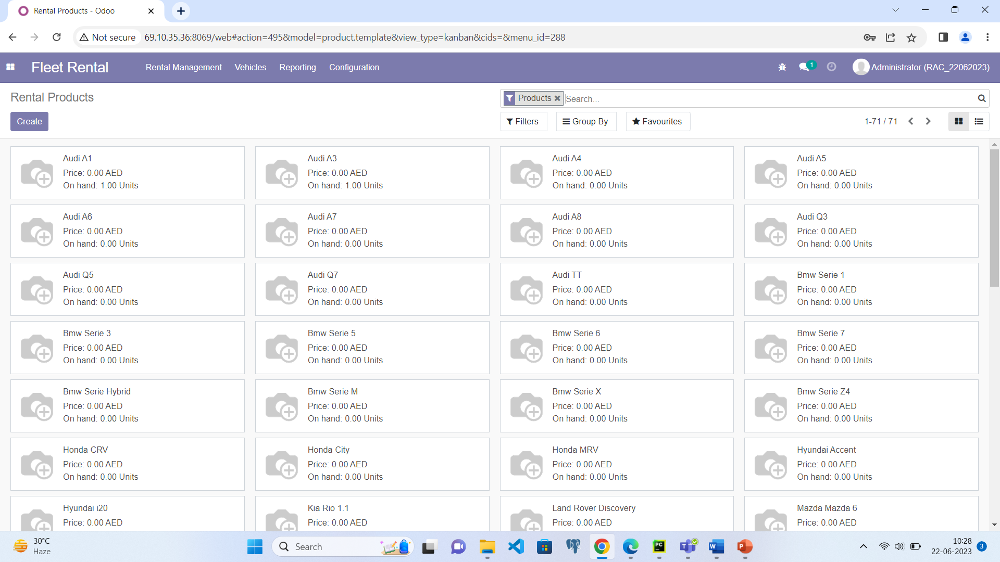 Rental Products - Odoo
Not secure 69.10.35.36:8069/web#action=495&model=product.template&view_type=kanban&cids=&menu_id=288
Fleet Rental Rental Management Vehicles Reporting Configuration 1 Administrator (RAC_22062023)
Rental Products
Products Search...
Create
Filters Group By Favourites 1-71 / 71
Audi A1
Price: 0.00 AED
On hand: 1.00 Units
Audi A3
Price: 0.00 AED
On hand: 1.00 Units
Audi A4
Price: 0.00 AED
On hand: 0.00 Units
Audi A5
Price: 0.00 AED
On hand: 0.00 Units
Audi A6
Price: 0.00 AED
On hand: 0.00 Units
Audi A7
Price: 0.00 AED
On hand: 0.00 Units
Audi A8
Price: 0.00 AED
On hand: 0.00 Units
Audi Q3
Price: 0.00 AED
On hand: 0.00 Units
Audi Q5
Price: 0.00 AED
On hand: 0.00 Units
Audi Q7
Price: 0.00 AED
On hand: 0.00 Units
Audi TT
Price: 0.00 AED
On hand: 0.00 Units
Bmw Serie 1
Price: 0.00 AED
On hand: 0.00 Units
Bmw Serie 3
Price: 0.00 AED
On hand: 0.00 Units
Bmw Serie 5
Price: 0.00 AED
On hand: 0.00 Units
Bmw Serie 6
Price: 0.00 AED
On hand: 0.00 Units
Bmw Serie 7
Price: 0.00 AED
On hand: 0.00 Units
Bmw Serie Hybrid
Price: 0.00 AED
On hand: 0.00 Units
Bmw Serie M
Price: 0.00 AED
On hand: 0.00 Units
Bmw Serie X
Price: 0.00 AED
On hand: 0.00 Units
Bmw Serie Z4
Price: 0.00 AED
On hand: 0.00 Units
Honda CRV
Price: 0.00 AED
On hand: 0.00 Units
Honda City
Price: 0.00 AED
On hand: 0.00 Units
Honda MRV
Price: 0.00 AED
On hand: 0.00 Units
Hyundai Accent
Price: 0.00 AED
On hand: 0.00 Units
Hyundai i20
Price: 0.00 AED
Kia Rio 1.1
Price: 0.00 AED
Land Rover Discovery
Price: 0.00 AED
Mazda Mazda 6
Price: 0.00 AED
30°C
Haze
Search
PC
T
W
P
10:28
22-06-2023
3